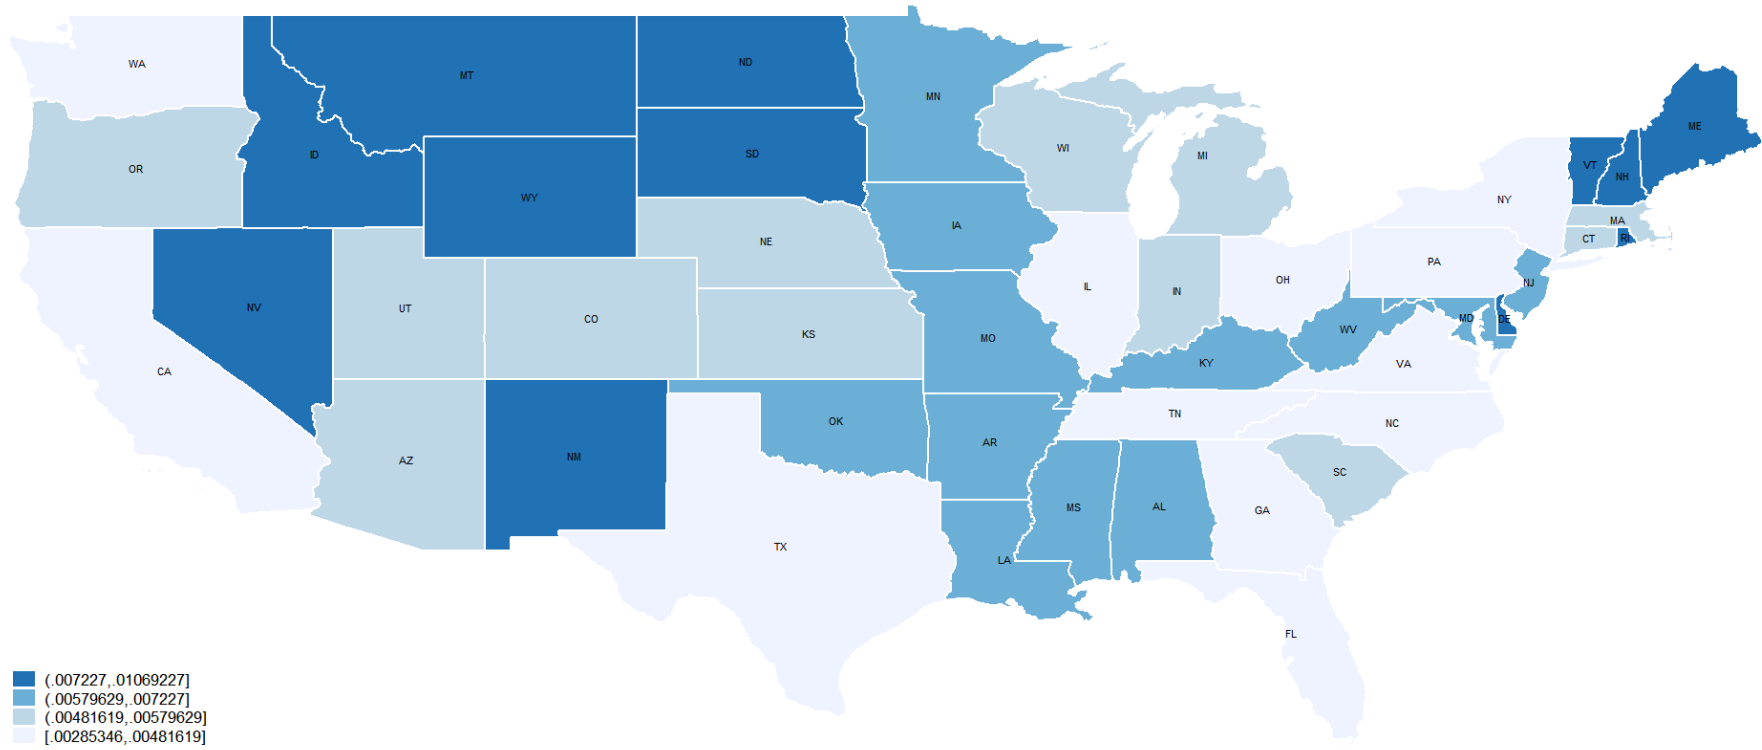 WA
MT
ND
MN
ME
OR
ID
SD
WI
MI
VT
NH
WY
NY
MA
IA
NE
CT
RI
PA
NV
UT
CO
KS
MO
IL
IN
OH
NJ
WV
MD
DE
CA
KY
VA
TN
NC
OK
AR
AZ
NM
SC
MS
AL
GA
TX
LA
FL
(.007227,.01069227]
(.00579629,.007227]
(.00481619,.00579629]
[.00285346,.00481619]